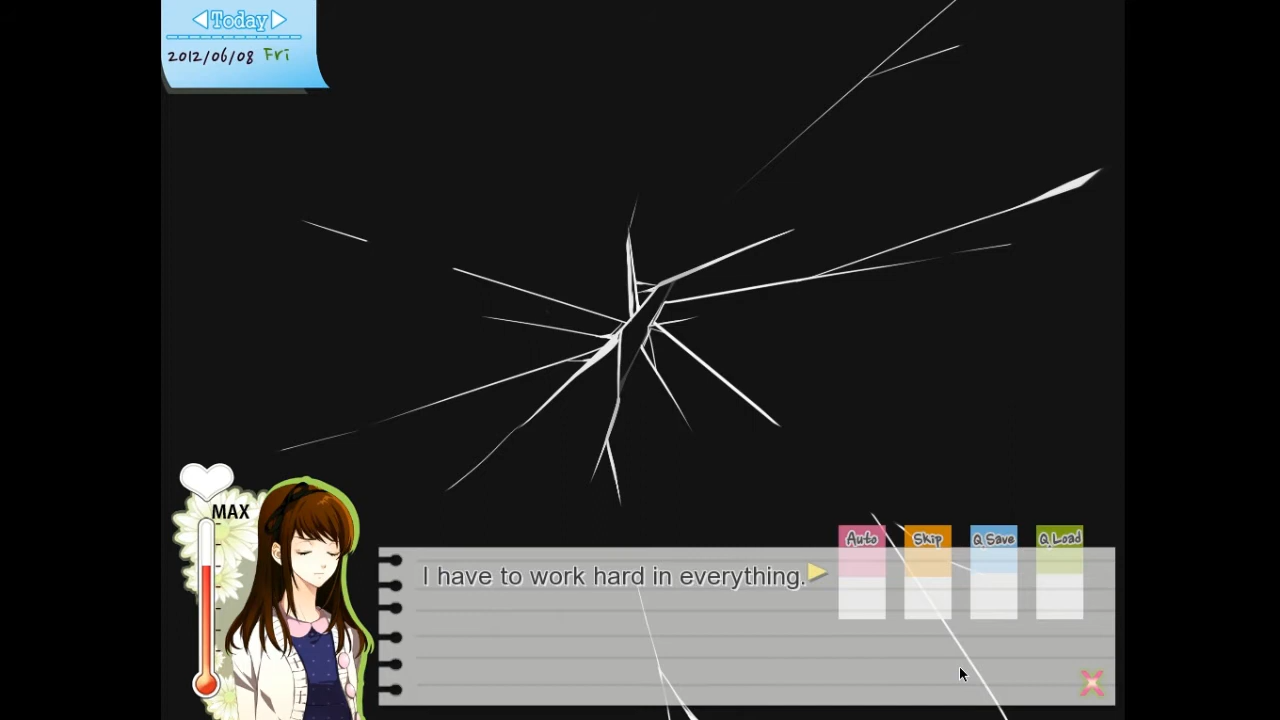 Today
2012/06/08 Fri
MAX
Auto
Skip
Q.Save
Q.Load
I have to work hard in everything.